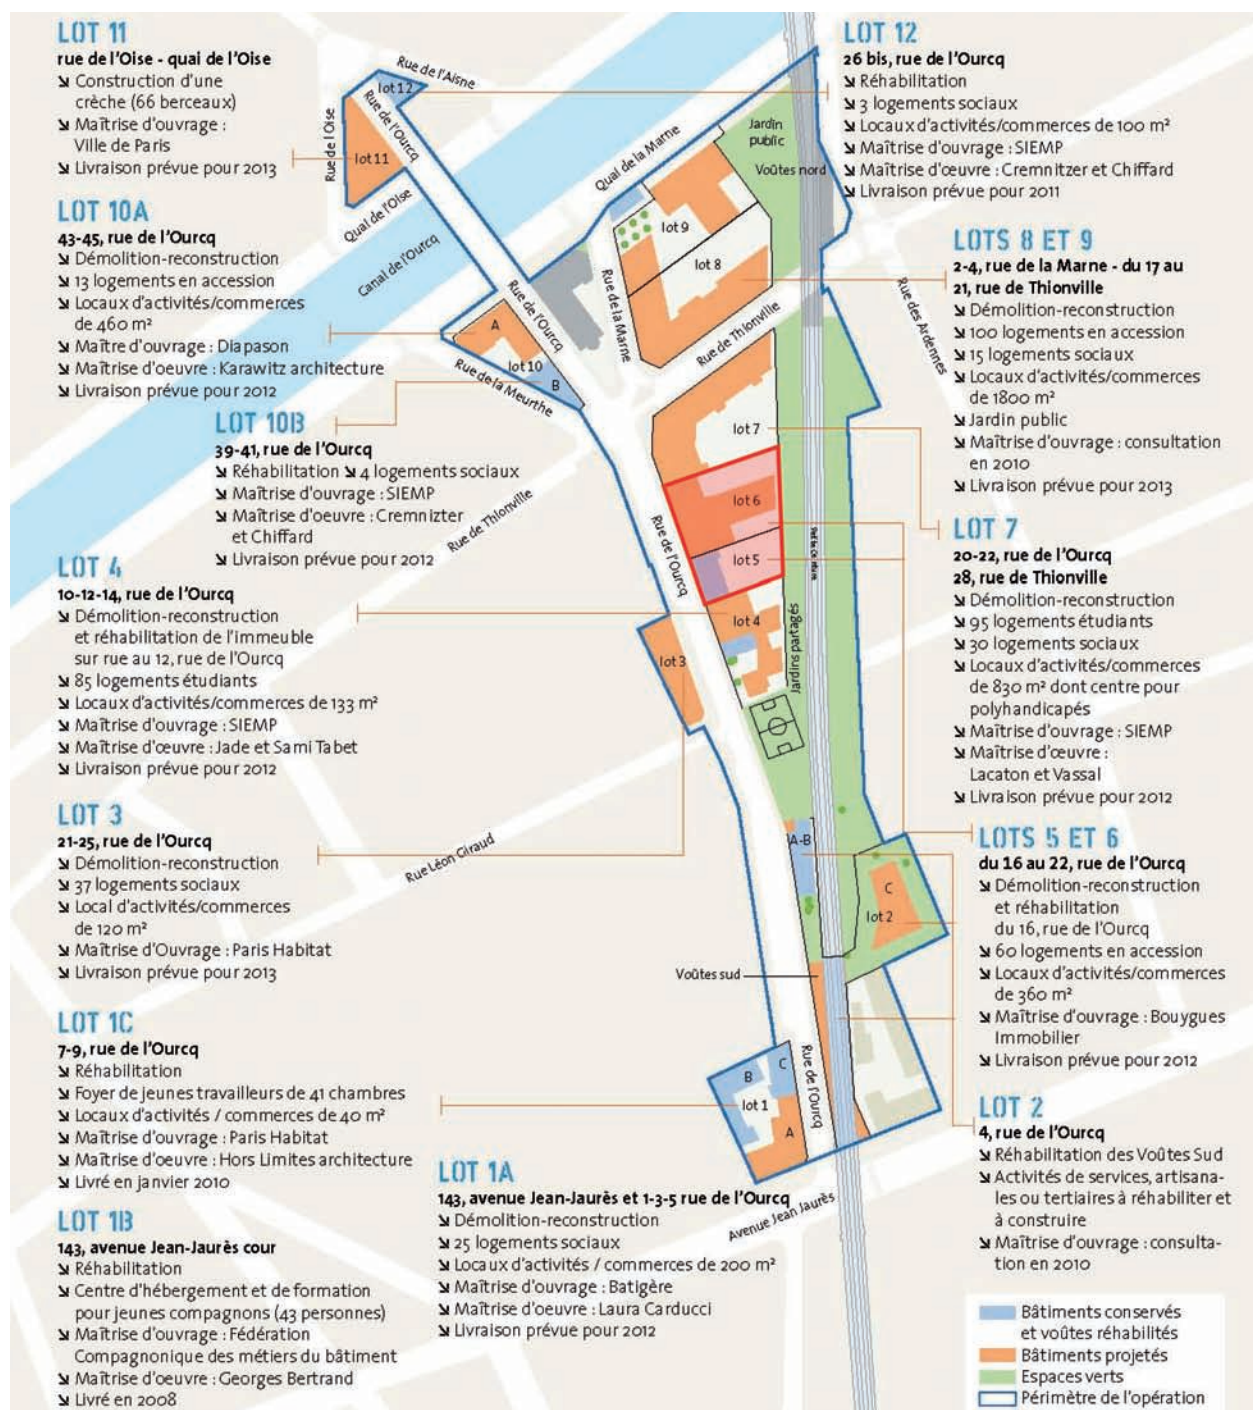 LOT 11
rue de l'Oise - quai de l'Oise
Construction d'une
crèche (66 berceaux)
Maîtrise d'ouvrage :
Ville de Paris
Livraison prévue pour 2013
LOT 10A
43-45, rue de l'Ourcq
Démolition-reconstruction
13 logements en accession
Locaux d'activités/commerces
de 460 m²
Maître d'ouvrage : Diapason
Maîtrise d'oeuvre : Karawitz architecture
Livraison prévue pour 2012
LOT 10B
39-41, rue de l'Ourcq
Réhabilitation 4 logements sociaux
Maîtrise d'ouvrage : SIEMP
Maîtrise d'oeuvre : Cremnizter
et Chiffard
Livraison prévue pour 2012
LOT 4
10-12-14, rue de l'Ourcq
Démolition-reconstruction
et réhabilitation de l'immeuble
sur rue au 12, rue de l'Ourcq
85 logements étudiants
Locaux d'activités/commerces de 133 m²
Maîtrise d'ouvrage : SIEMP
Maîtrise d'œuvre : Jade et Sami Tabet
Livraison prévue pour 2012
LOT 3
21-25, rue de l'Ourcq
Démolition-reconstruction
37 logements sociaux
Local d'activités/commerces
de 120 m²
Maîtrise d'Ouvrage : Paris Habitat
Livraison prévue pour 2013
LOT 1C
7-9, rue de l'Ourcq
Réhabilitation
Foyer de jeunes travailleurs de 41 chambres
Locaux d'activités / commerces de 40 m²
Maîtrise d'ouvrage : Paris Habitat
Maîtrise d'oeuvre : Hors Limites architecture
Livré en janvier 2010
LOT 1B
143, avenue Jean-Jaurès cour
Réhabilitation
Centre d'hébergement et de formation
pour jeunes compagnons (43 personnes)
Maîtrise d'ouvrage : Fédération
Compagnonique des métiers du bâtiment
Maîtrise d'oeuvre : Georges Bertrand
Livré en 2008
LOT 1A
143, avenue Jean-Jaurès et 1-3-5 rue de l'Ourcq
Démolition-reconstruction
25 logements sociaux
Locaux d'activités / commerces de 200 m²
Maîtrise d'ouvrage : Batigère
Maîtrise d'oeuvre : Laura Carducci
Livraison prévue pour 2012
LOT 12
26 bis, rue de l'Ourcq
Réhabilitation
3 logements sociaux
Locaux d'activités/commerces de 100 m²
Maîtrise d'ouvrage : SIEMP
Maîtrise d'œuvre : Cremnitzer et Chiffard
Livraison prévue pour 2011
LOTS 8 ET 9
2-4, rue de la Marne - du 17 au
21, rue de Thionville
Démolition-reconstruction
100 logements en accession
15 logements sociaux
Locaux d'activités/commerces
de 1800 m²
Jardin public
Maîtrise d'ouvrage : consultation
en 2010
Livraison prévue pour 2013
LOT 7
20-22, rue de l'Ourcq
28, rue de Thionville
Démolition-reconstruction
95 logements étudiants
30 logements sociaux
Locaux d'activités/commerces
de 830 m² dont centre pour
polyhandicapés
Maîtrise d'ouvrage : SIEMP
Maîtrise d'œuvre :
Lacaton et Vassal
Livraison prévue pour 2012
LOTS 5 ET 6
du 16 au 22, rue de l'Ourcq
Démolition-reconstruction
et réhabilitation
du 16, rue de l'Ourcq
60 logements en accession
Locaux d'activités/commerces
de 360 m²
Maîtrise d'ouvrage : Bouygues
Immobilier
Livraison prévue pour 2012
LOT 2
4, rue de l'Ourcq
Réhabilitation des Voûtes Sud
Activités de services, artisana-
les ou tertiaires à réhabiliter et
à construire
Maîtrise d'ouvrage : consulta-
tion en 2010
Bâtiments conservés
et voûtes réhabilités
Bâtiments projetés
Espaces verts
Périmètre de l'opération
Rue de l'Aisne
lot 12
Rue de l'Ourcq
Rue de l'Oise
lot 11
Quai de l'Oise
Canal de l'Ourcq
Quai de la Marne
Jardin
public
Voûtes nord
lot 9
lot 8
Rue de la Marne
Rue de Thionville
Rue des Ardennes
A
lot 10
B
Rue de l'Ourcq
Rue de la Meurthe
Rue de Thionville
lot 7
lot 6
lot 5
lot 4
lot 3
Rue de l'Ourcq
Jardins partagés
Rue Léon Giraud
A-B
C
lot 2
Voûtes sud
B
C
lot 1
A
Rue de l'Ourcq
Avenue Jean Jaurès